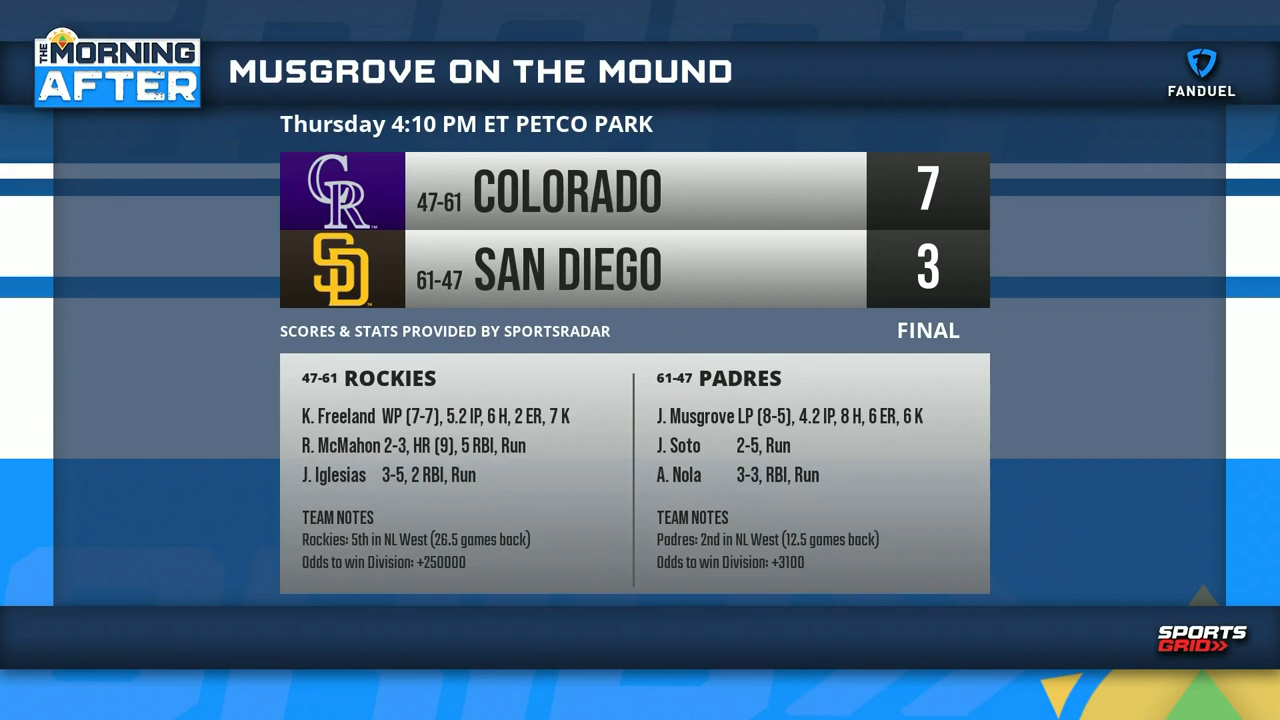 THE MORNING
AFTER
MUSGROVE ON THE MOUND
FANDUEL
Thursday 4:10 PM ET PETCO PARK
CR
47-61 COLORADO 7
SD
61-47 SAN DIEGO 3
SCORES & STATS PROVIDED BY SPORTSRADAR FINAL
47-61 ROCKIES
K. Freeland WP (7-7), 5.2 IP, 6 H, 2 ER, 7 K
R. McMahon 2-3, HR (9), 5 RBI, Run
J. Iglesias 3-5, 2 RBI, Run
TEAM NOTES
Rockies: 5th in NL West (26.5 games back)
Odds to win Division: +250000
61-47 PADRES
J. Musgrove LP (8-5), 4.2 IP, 8 H, 6 ER, 6 K
J. Soto 2-5, Run
A. Nola 3-3, RBI, Run
TEAM NOTES
Padres: 2nd in NL West (12.5 games back)
Odds to win Division: +3100
SPORTS
GRID